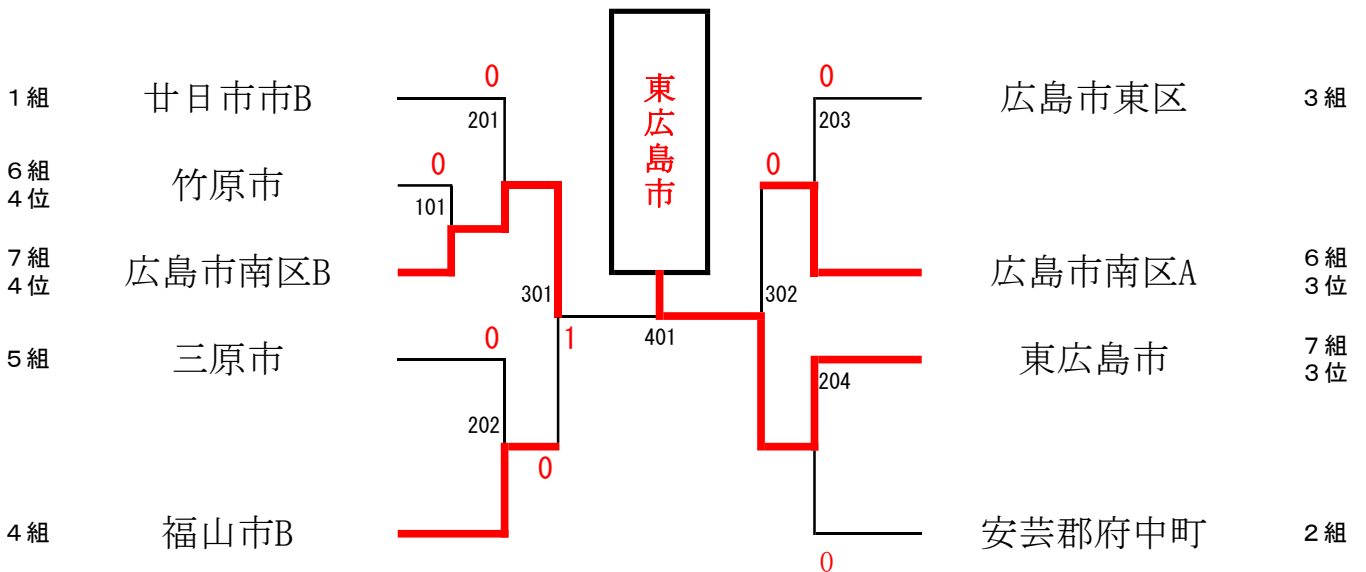 1組
廿日市市B
0
201
6組
4位
竹原市
0
101
7組
4位
広島市南区B
301
5組
三原市
0
202
1
0
4組
福山市B
東広島市
401
0
203
広島市東区
3組
0
302
広島市南区A
6組
3位
204
東広島市
7組
3位
安芸郡府中町
2組
0